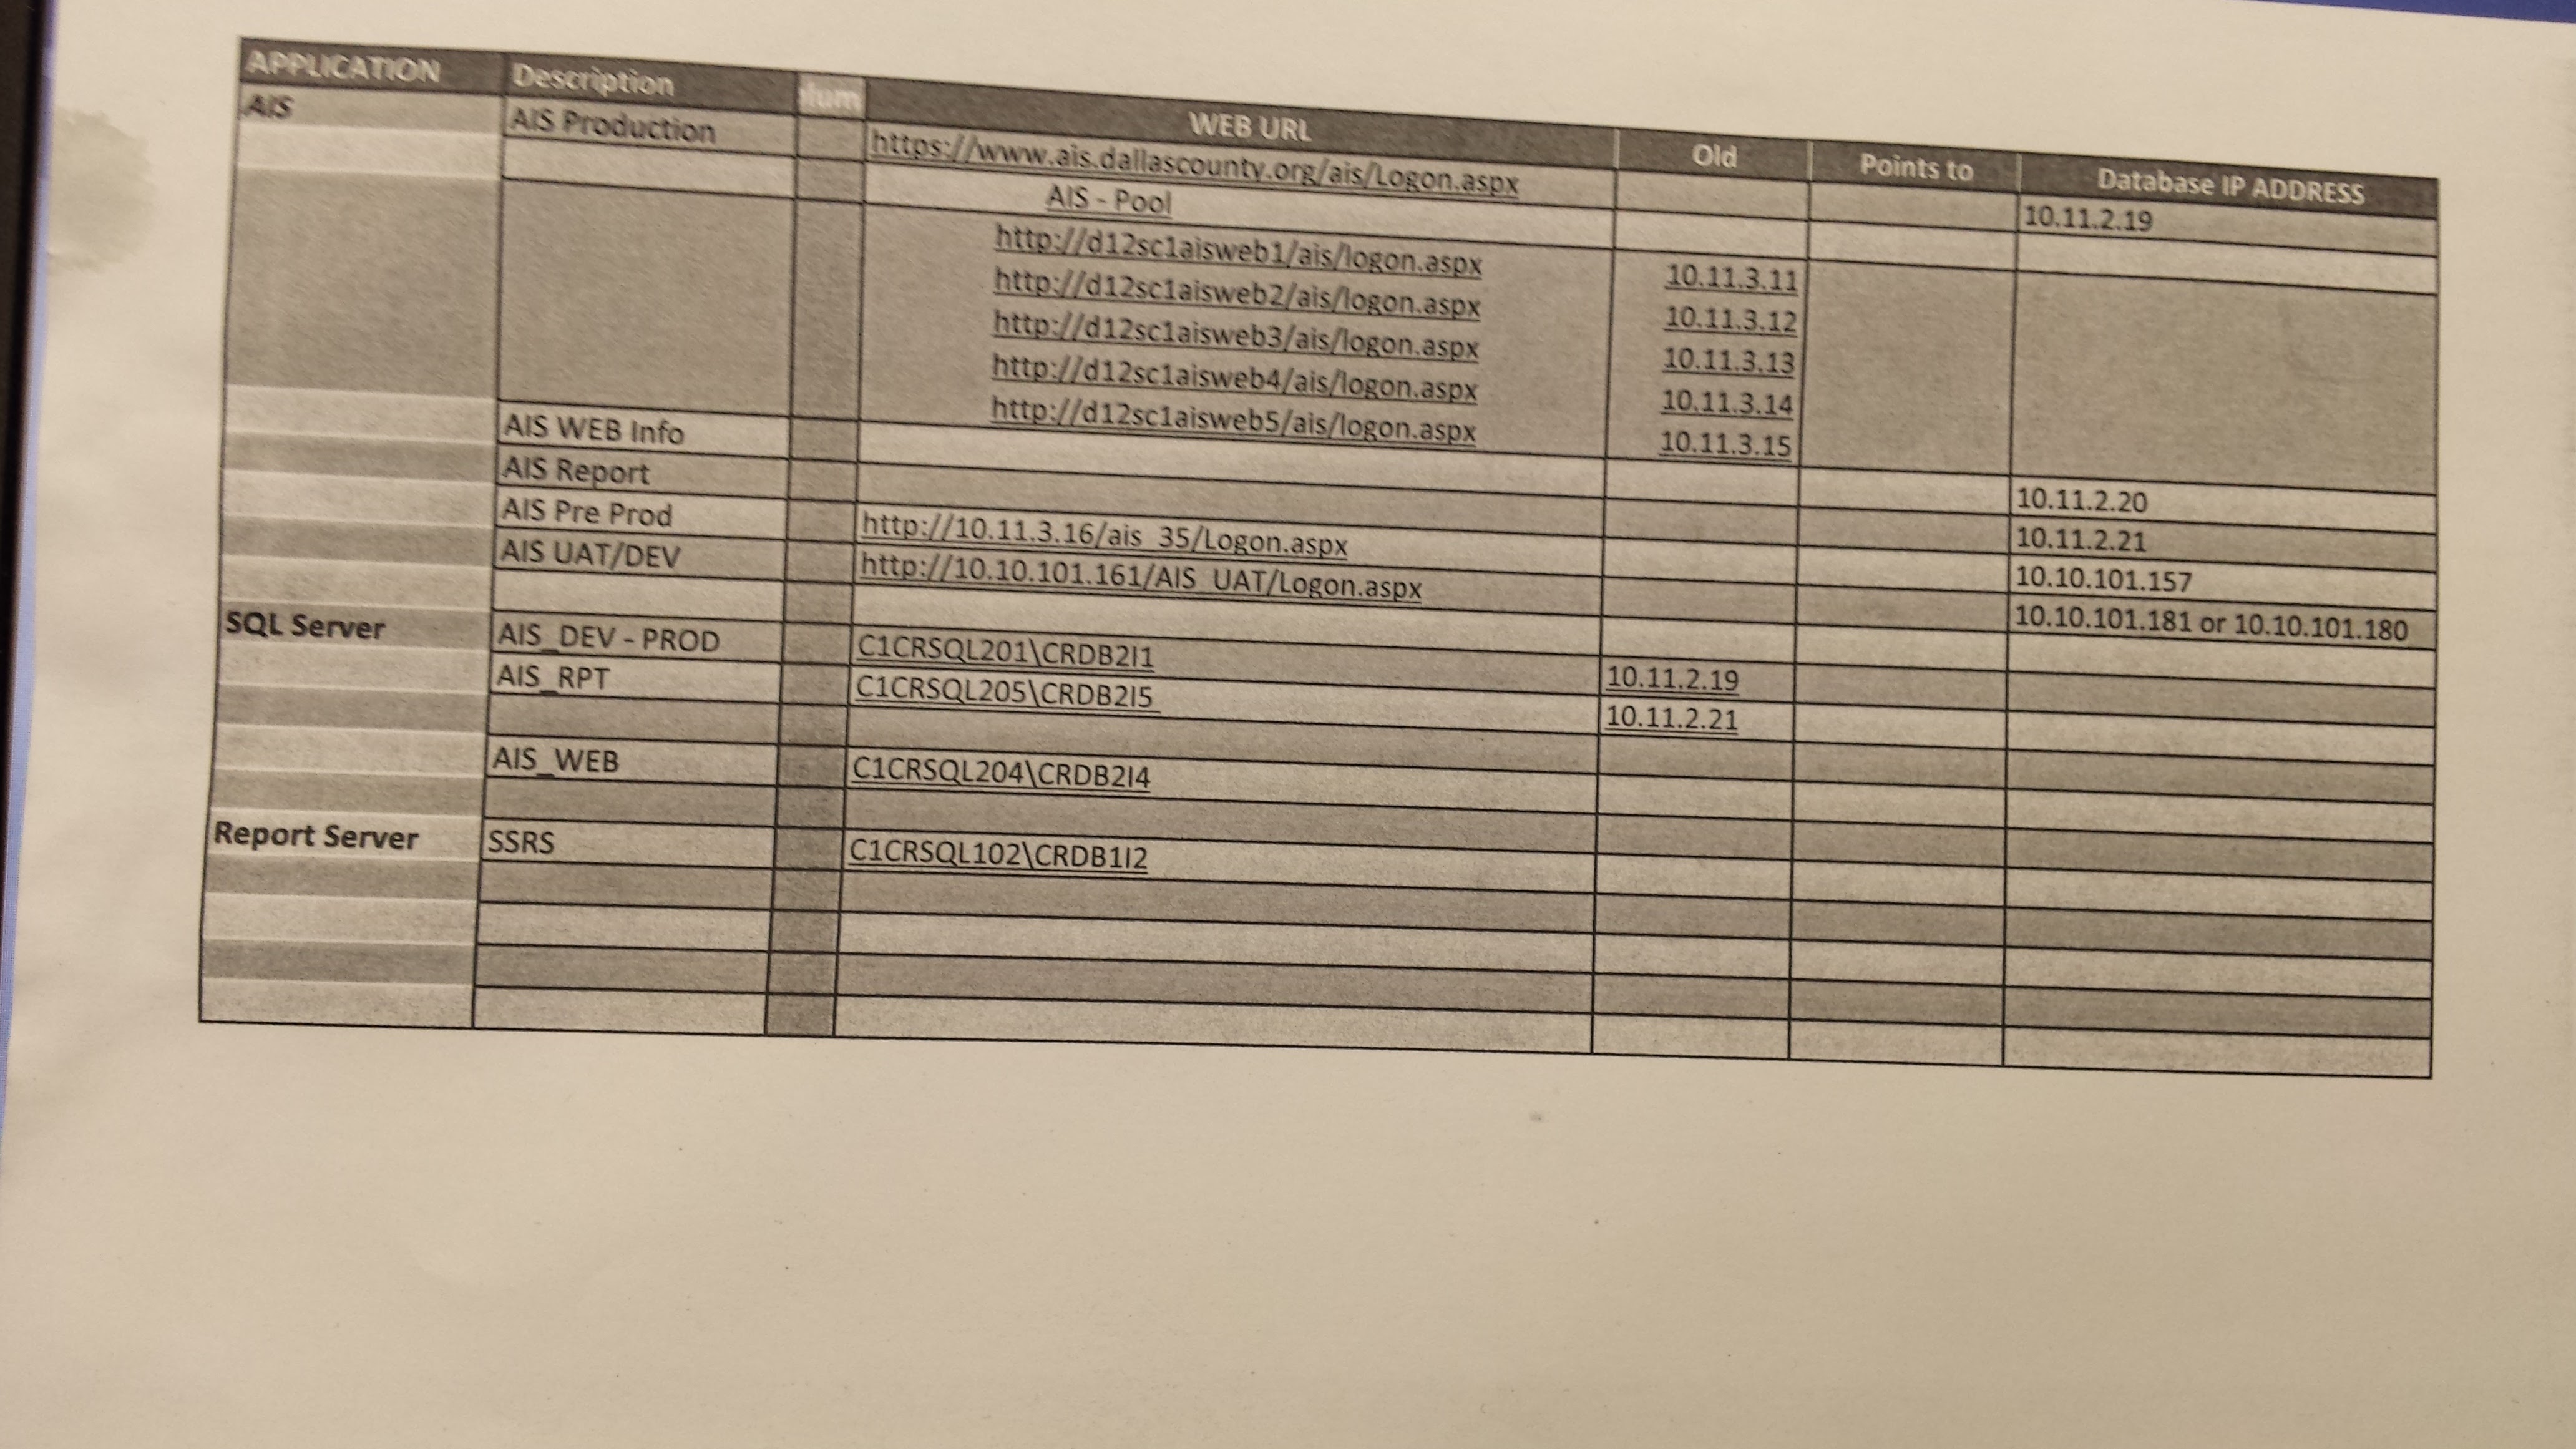 APPLICATION Description lum WEB URL Old Points to Database IP ADDRESS
AIS AIS Production https://www.ais.dallascounty.org/ais/Logon.aspx 10.11.2.19
AIS - Pool
http://d12sc1aisweb1/ais/logon.aspx 10.11.3.11
http://d12sc1aisweb2/ais/logon.aspx 10.11.3.12
http://d12sc1aisweb3/ais/logon.aspx 10.11.3.13
http://d12sc1aisweb4/ais/logon.aspx 10.11.3.14
http://d12sc1aisweb5/ais/logon.aspx 10.11.3.15
AIS WEB Info 10.11.2.20
AIS Report 10.11.2.21
AIS Pre Prod http://10.11.3.16/ais_35/Logon.aspx 10.10.101.157
AIS UAT/DEV http://10.10.101.161/AIS_UAT/Logon.aspx 10.10.101.181 or 10.10.101.180
SQL Server AIS_DEV - PROD C1CRSQL201\CRDB2I1 10.11.2.19
AIS_RPT C1CRSQL205\CRDB2I5 10.11.2.21
AIS_WEB C1CRSQL204\CRDB2I4
Report Server SSRS C1CRSQL102\CRDB1I2